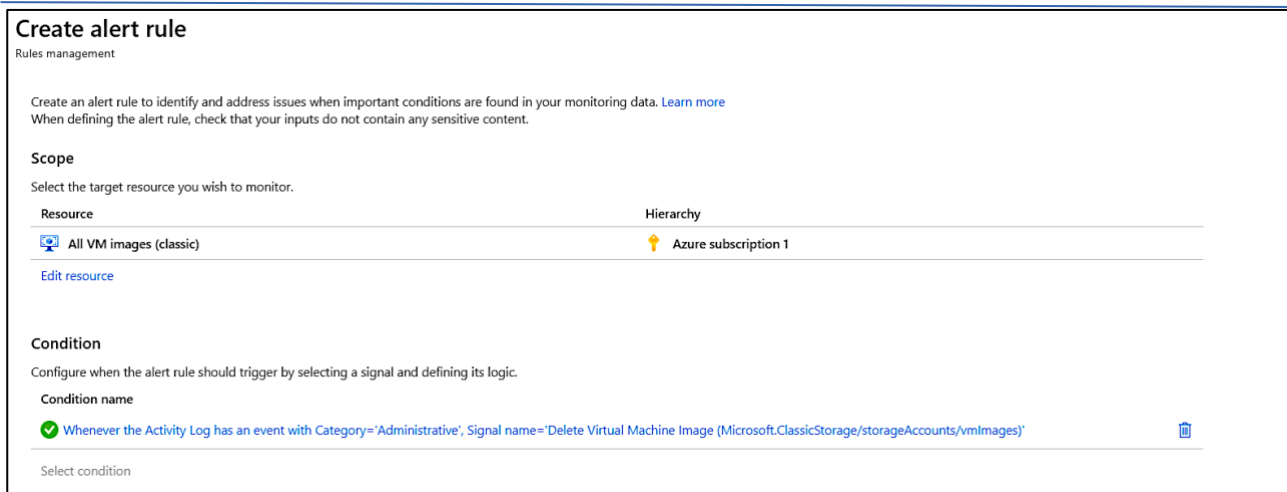 Create alert rule
Rules management
Create an alert rule to identify and address issues when important conditions are found in your monitoring data. Learn more
When defining the alert rule, check that your inputs do not contain any sensitive content.
Scope
Select the target resource you wish to monitor.
Resource Hierarchy
All VM images (classic) Azure subscription 1
Edit resource
Condition
Configure when the alert rule should trigger by selecting a signal and defining its logic.
Condition name
Whenever the Activity Log has an event with Category='Administrative', Signal name='Delete Virtual Machine Image (Microsoft.ClassicStorage/storageAccounts/vmImages)'
Select condition